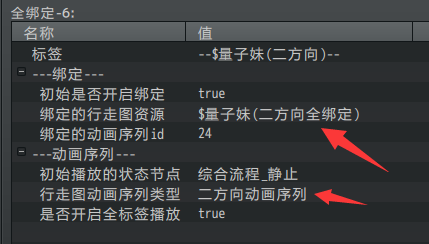 全绑定-6:
名称 值
标签 --$量子妹(二方向)--
---绑定---
初始是否开启绑定 true
绑定的行走图资源 $量子妹(二方向全绑定)
绑定的动画序列id 24
---动画序列---
初始播放的状态节点 综合流程_静止
行走图动画序列类型 二方向动画序列
是否开启全标签播放 true